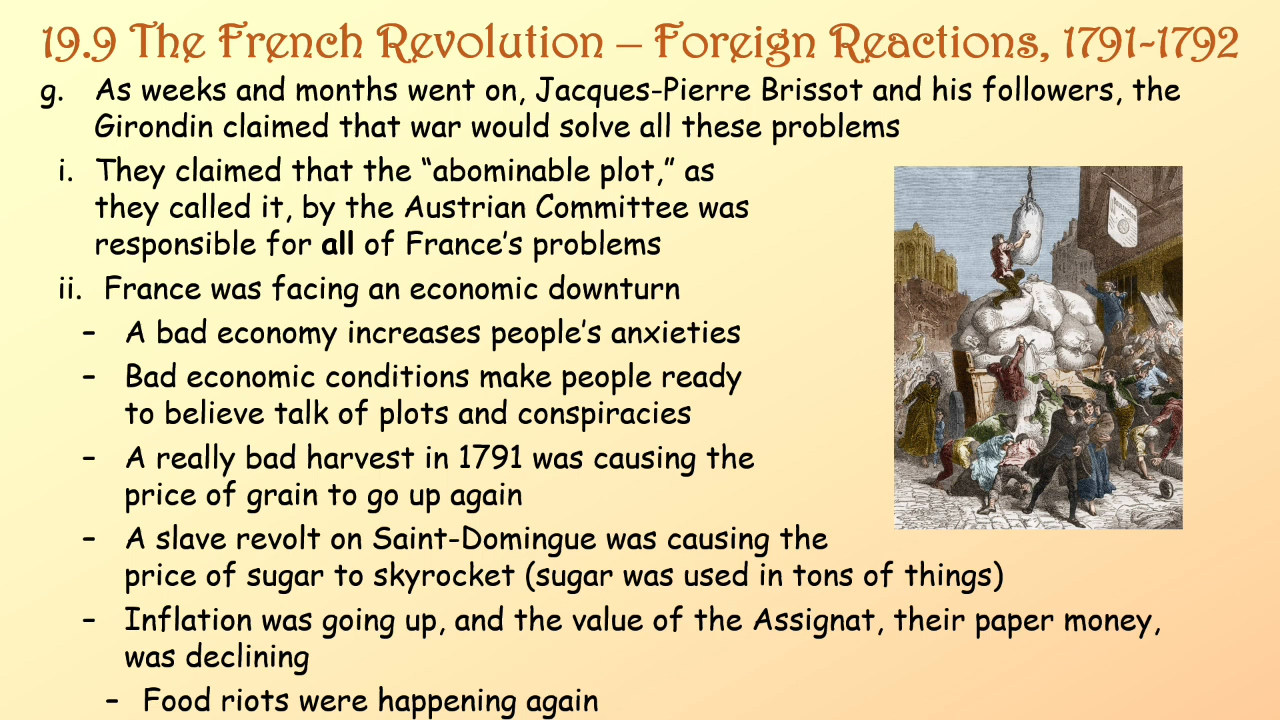 19.9 The French Revolution – Foreign Reactions, 1791-1792
g. As weeks and months went on, Jacques-Pierre Brissot and his followers, the
Girondin claimed that war would solve all these problems
i. They claimed that the “abominable plot,” as
they called it, by the Austrian Committee was
responsible for all of France’s problems
ii. France was facing an economic downturn
– A bad economy increases people’s anxieties
– Bad economic conditions make people ready
to believe talk of plots and conspiracies
– A really bad harvest in 1791 was causing the
price of grain to go up again
– A slave revolt on Saint-Domingue was causing the
price of sugar to skyrocket (sugar was used in tons of things)
– Inflation was going up, and the value of the Assignat, their paper money,
was declining
– Food riots were happening again